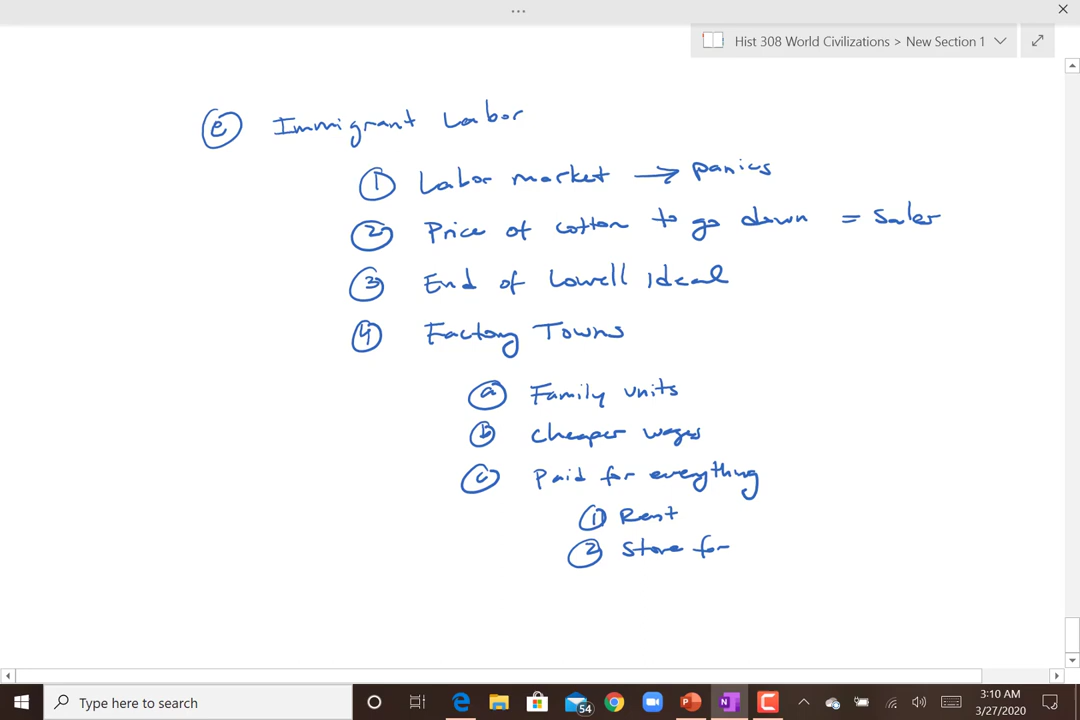 Hist 308 World Civilizations > New Section 1
e Immigrant Labor
1 Labor market → panics
2 Price of cotton to go down = Sales
3 End of Lowell Ideal
4 Factory Towns
a Family units
b Cheaper wages
c Paid for everything
1 Rent
2 Store for
Type here to search
54
3:10 AM
3/27/2020